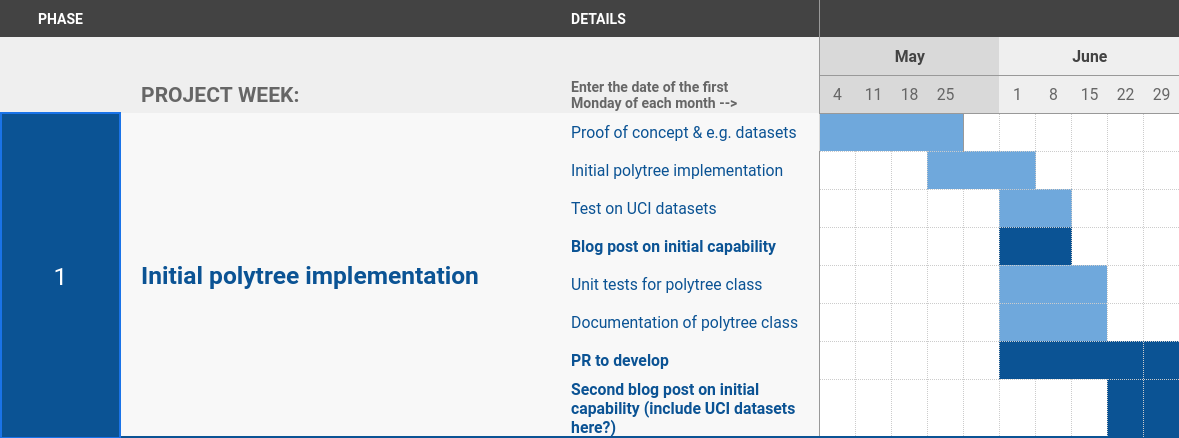 PHASE DETAILS
May June
PROJECT WEEK:
Enter the date of the first
Monday of each month -->
4 11 18 25 1 8 15 22 29
Proof of concept & e.g. datasets
Initial polytree implementation
Test on UCI datasets
Blog post on initial capability
1
Initial polytree implementation
Unit tests for polytree class
Documentation of polytree class
PR to develop
Second blog post on initial
capability (include UCI datasets
here?)